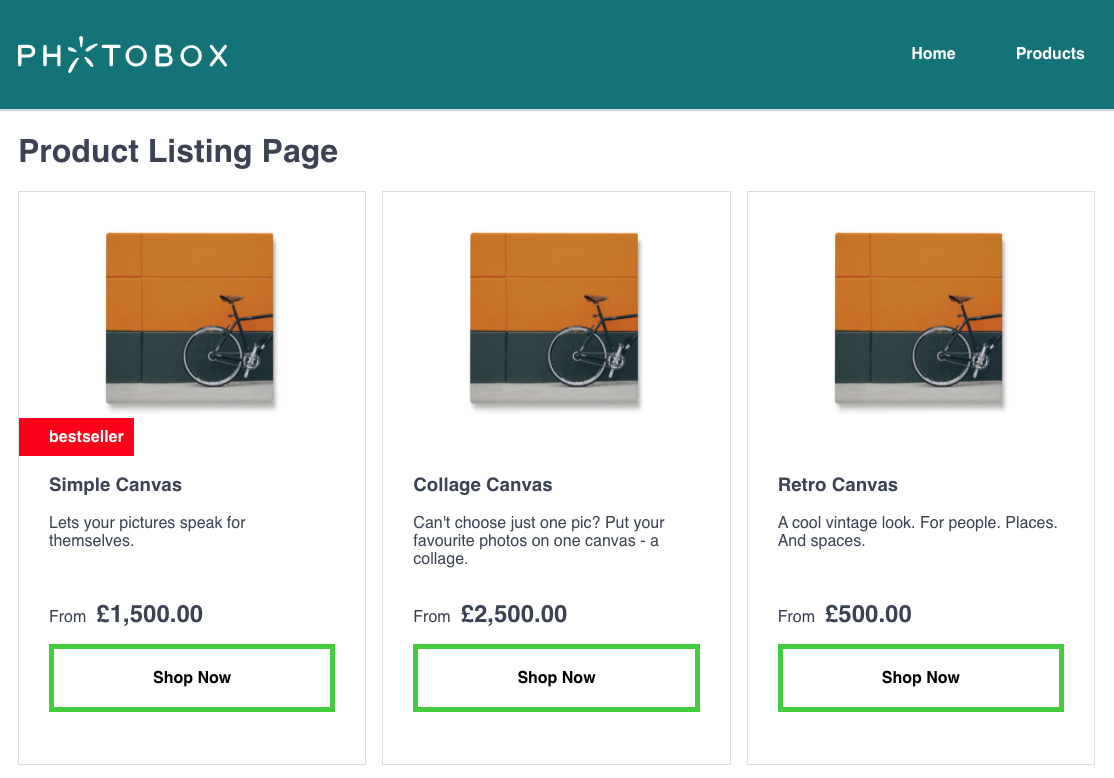 PHOTOBOX
Home
Products
Product Listing Page
bestseller
Simple Canvas
Lets your pictures speak for
themselves.
From £1,500.00
Shop Now
Collage Canvas
Can't choose just one pic? Put your
favourite photos on one canvas - a
collage.
From £2,500.00
Shop Now
Retro Canvas
A cool vintage look. For people. Places.
And spaces.
From £500.00
Shop Now